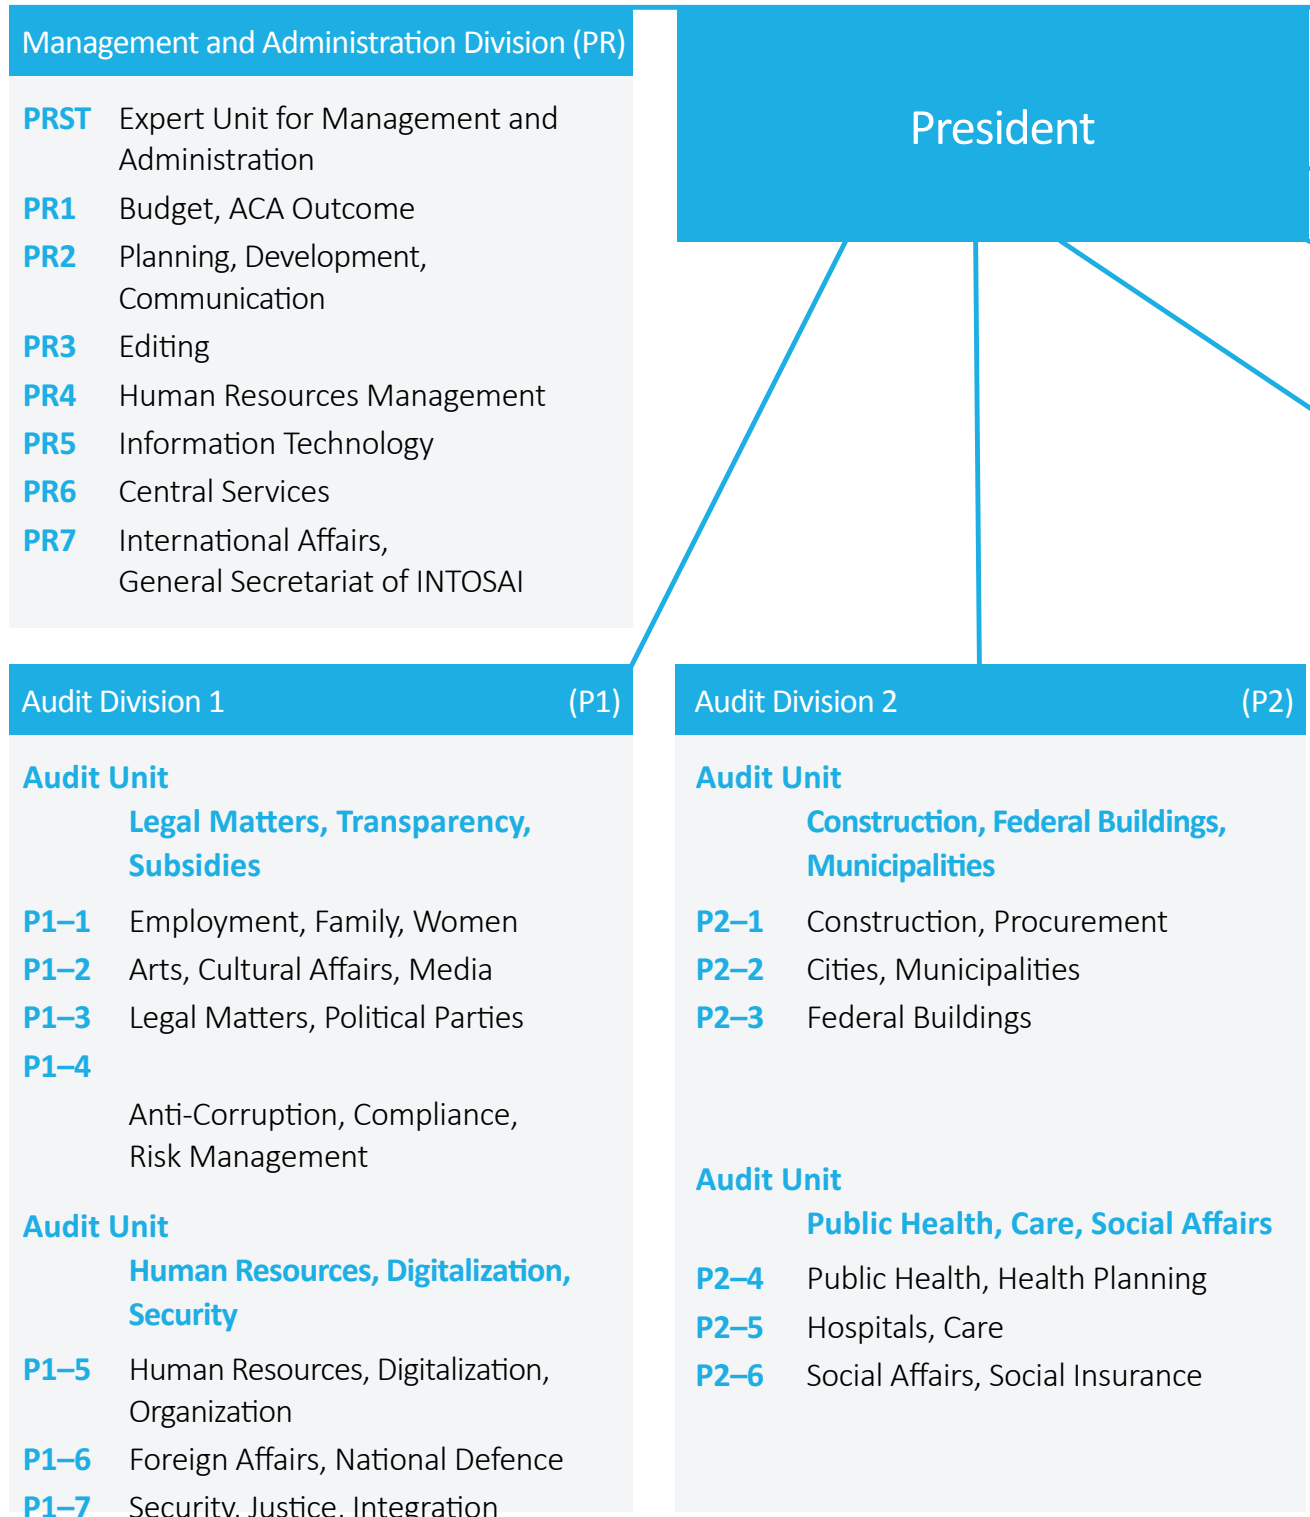 Management and Administration Division (PR)
PRST Expert Unit for Management and
Administration
PR1 Budget, ACA Outcome
PR2 Planning, Development,
Communication
PR3 Editing
PR4 Human Resources Management
PR5 Information Technology
PR6 Central Services
PR7 International Affairs,
General Secretariat of INTOSAI
President
Audit Division 1 (P1)
Audit Unit
Legal Matters, Transparency,
Subsidies
P1–1 Employment, Family, Women
P1–2 Arts, Cultural Affairs, Media
P1–3 Legal Matters, Political Parties
P1–4
Anti-Corruption, Compliance,
Risk Management
Audit Unit
Human Resources, Digitalization,
Security
P1–5 Human Resources, Digitalization,
Organization
P1–6 Foreign Affairs, National Defence
P1–7 Security, Justice, Integration
Audit Division 2 (P2)
Audit Unit
Construction, Federal Buildings,
Municipalities
P2–1 Construction, Procurement
P2–2 Cities, Municipalities
P2–3 Federal Buildings
Audit Unit
Public Health, Care, Social Affairs
P2–4 Public Health, Health Planning
P2–5 Hospitals, Care
P2–6 Social Affairs, Social Insurance